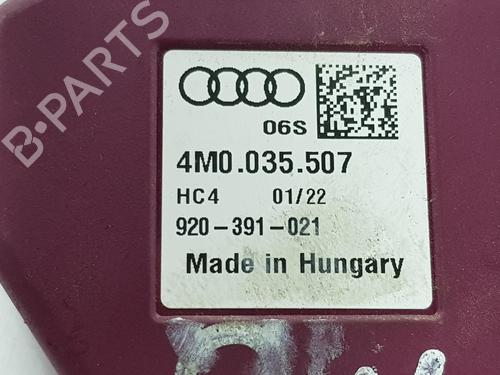 B-PARTS
06S
4M0.035.507
HC4 01/22
920-391-021
Made in Hungary